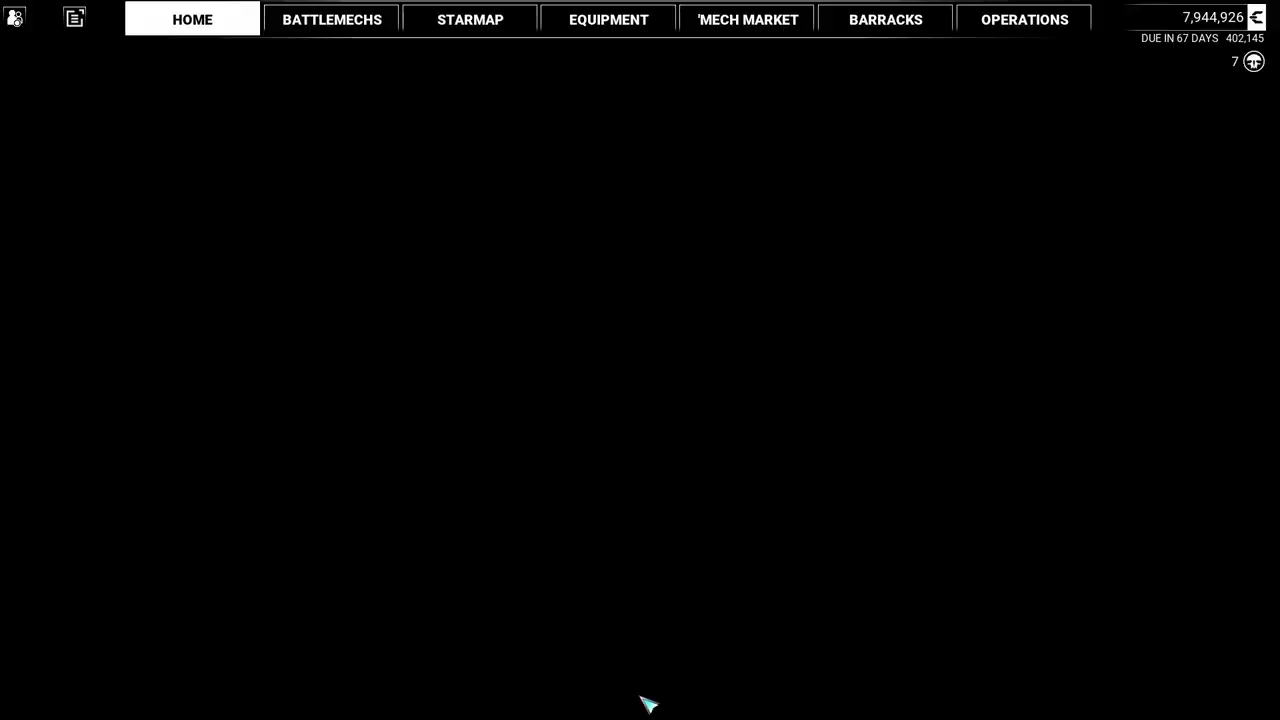 HOME
BATTLEMECHS
STARMAP
EQUIPMENT
'MECH MARKET
BARRACKS
OPERATIONS
7,944,926
DUE IN 67 DAYS 402,145
7